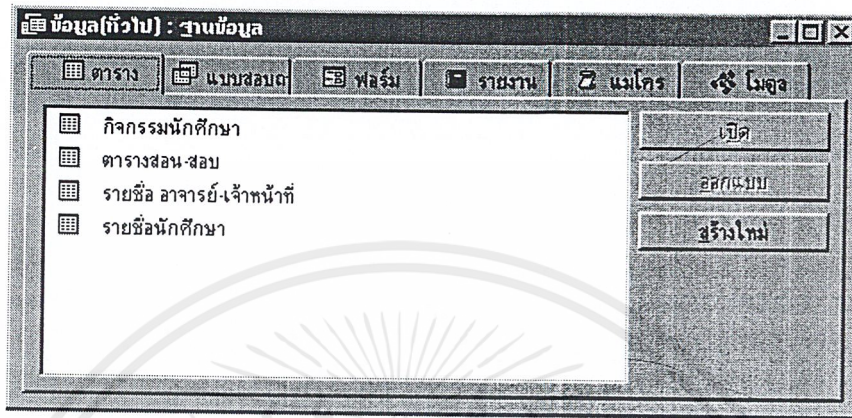 ข้อมูล(ทั่วไป) : ฐานข้อมูล
ตาราง แบบสอบถ ฟอร์ม รายงาน แมโคร โมดูล
กิจกรรมนักศึกษา
ตารางสอน-สอบ
รายชื่อ อาจารย์-เจ้าหน้าที่
รายชื่อนักศึกษา
เปิด
ออกแบบ
สร้างใหม่